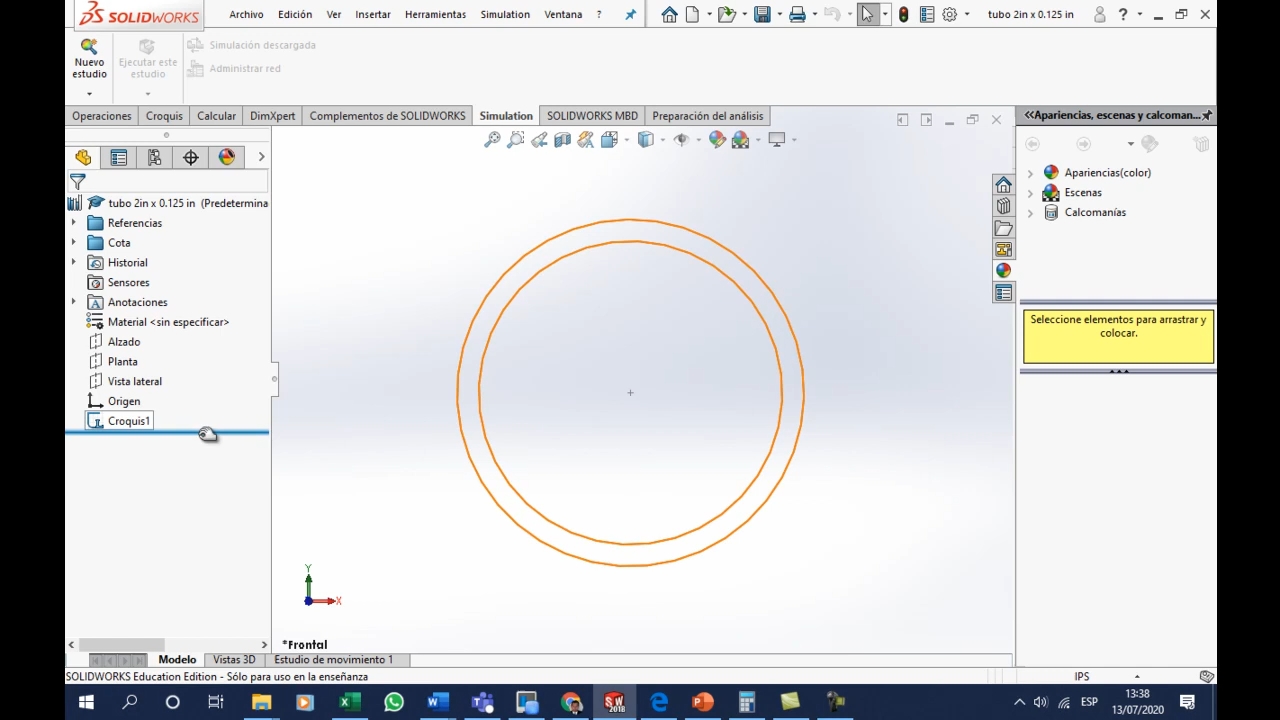 SOLIDWORKS
Archivo Edición Ver Insertar Herramientas Simulation Ventana ?
tubo 2in x 0.125 in
?
Nuevo estudio
Ejecutar este estudio
Simulación descargada
Administrar red
Operaciones Croquis Calcular DimXpert Complementos de SOLIDWORKS Simulation SOLIDWORKS MBD Preparación del análisis
<<Apariencias, escenas y calcoman...
tubo 2in x 0.125 in (Predetermina
Referencias
Cota
Historial
Sensores
Anotaciones
Material <sin especificar>
Alzado
Planta
Vista lateral
Origen
Croquis1
Apariencias(color)
Escenas
Calcomanías
Seleccione elementos para arrastrar y
colocar.
Y
X
*Frontal
Modelo Vistas 3D Estudio de movimiento 1
SOLIDWORKS Education Edition - Sólo para uso en la enseñanza
IPS
ESP
13:38
13/07/2020